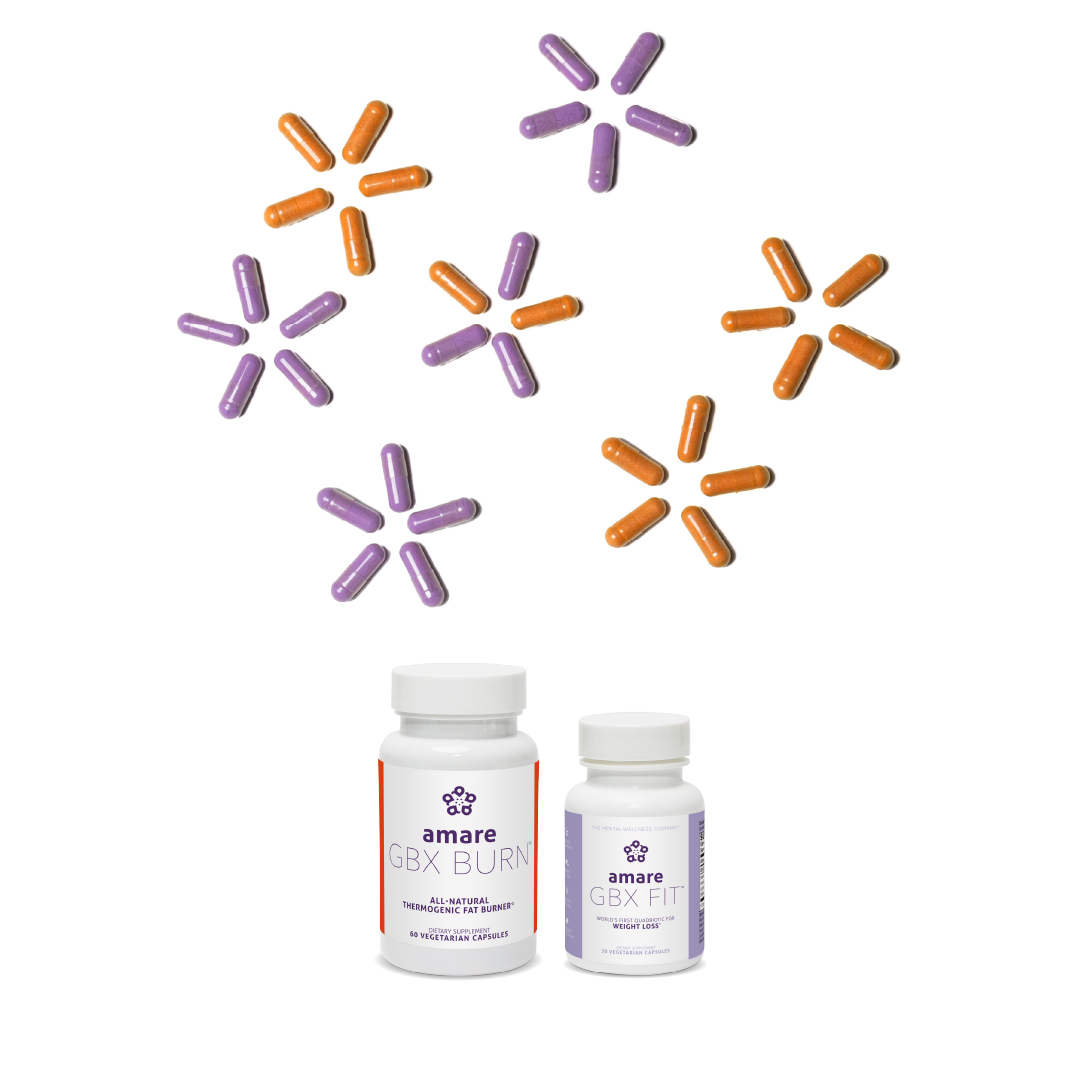 amare
GBX BURN™
ALL-NATURAL
THERMOGENIC FAT BURNER*
DIETARY SUPPLEMENT
60 VEGETARIAN CAPSULES
THE MENTAL WELLNESS COMPANY®
amare
GBX FIT™
WORLD'S FIRST QUADBIOTIC FOR
WEIGHT LOSS*
DIETARY SUPPLEMENT
30 VEGETARIAN CAPSULES